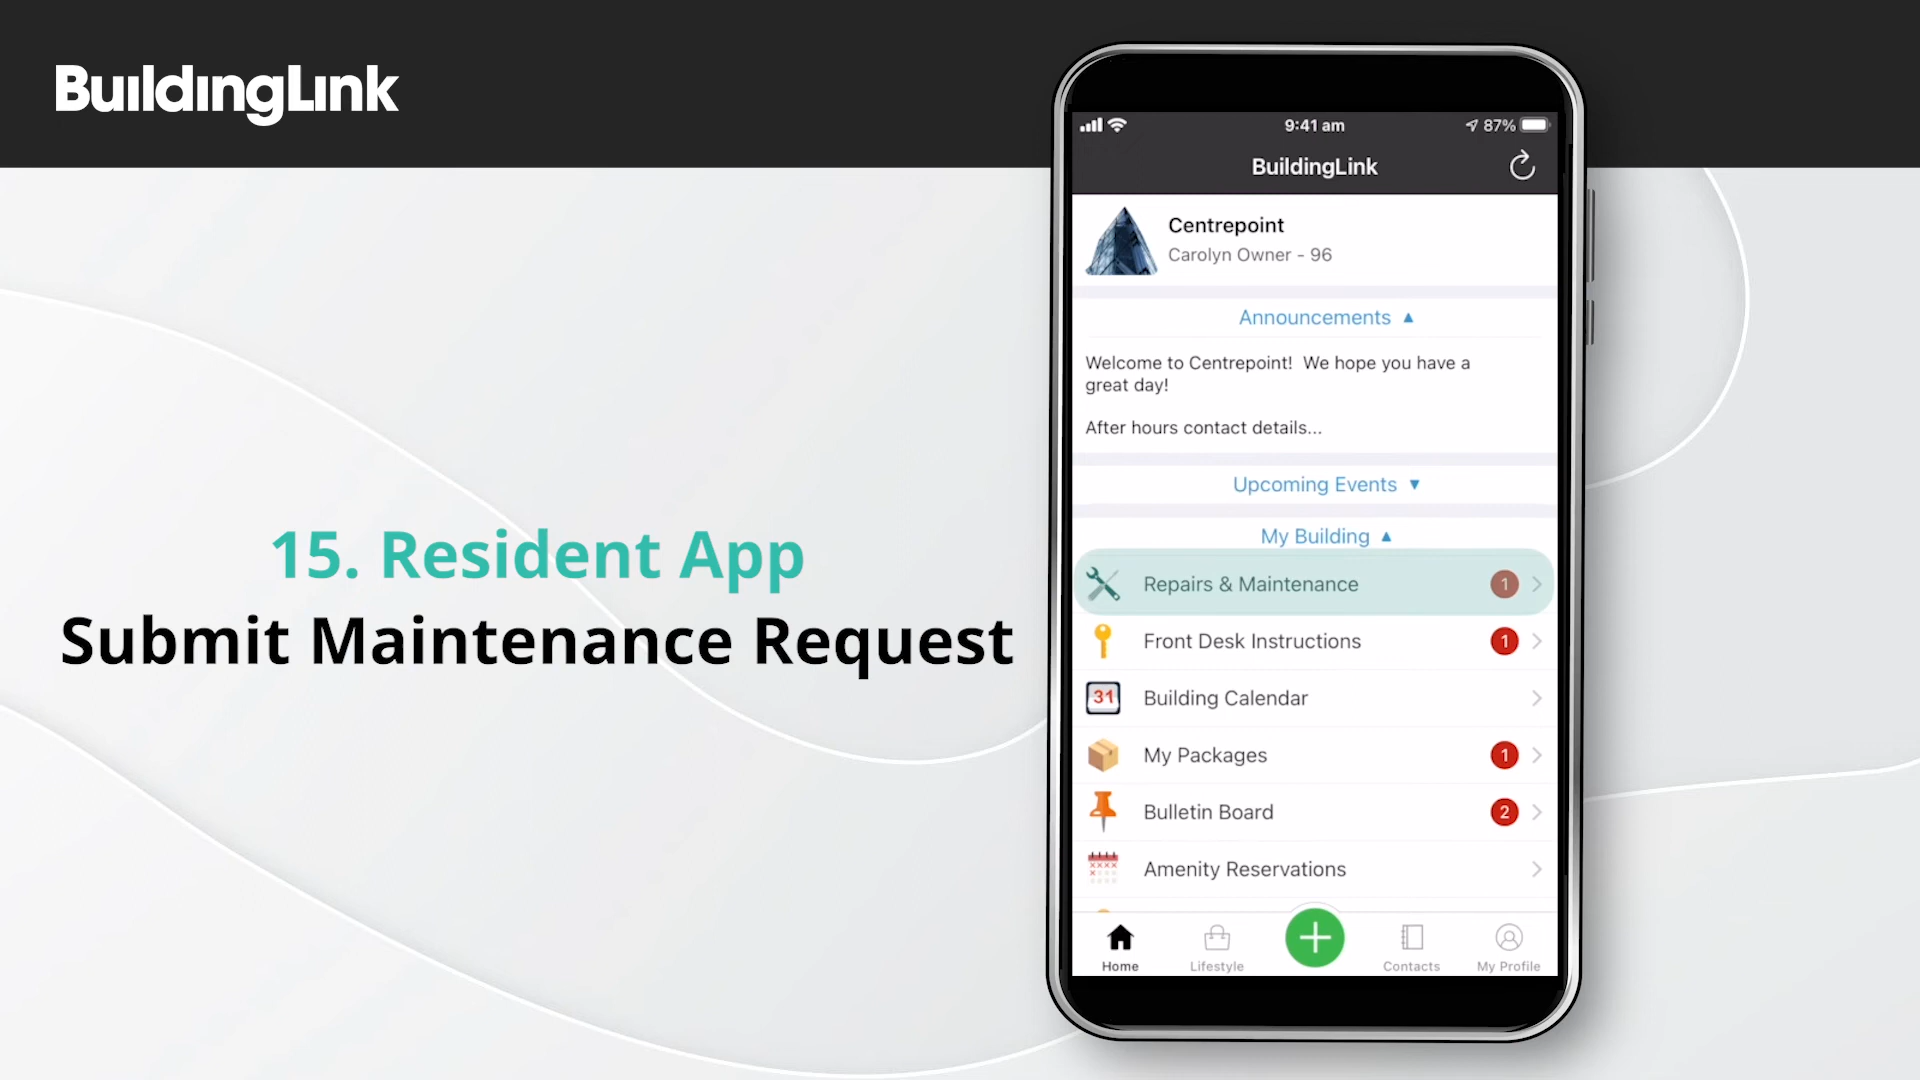 BuildingLink
15. Resident App
Submit Maintenance Request
9:41 am
87%
BuildingLink
Centrepoint
Carolyn Owner - 96
Announcements ▲
Welcome to Centrepoint! We hope you have a
great day!
After hours contact details...
Upcoming Events ▼
My Building ▲
Repairs & Maintenance 1
Front Desk Instructions 1
31 Building Calendar
My Packages 1
Bulletin Board 2
Amenity Reservations
Home Lifestyle Contacts My Profile